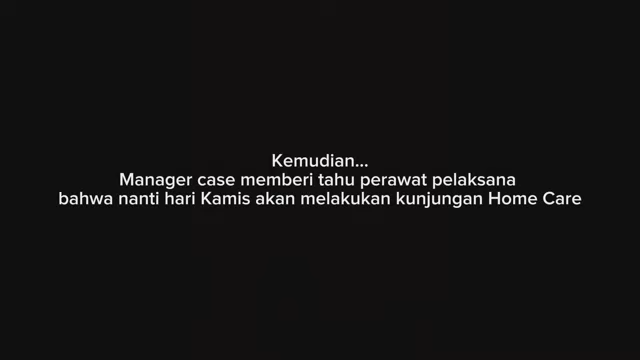 Kemudian...
Manager case memberi tahu perawat pelaksana
bahwa nanti hari Kamis akan melakukan kunjungan Home Care